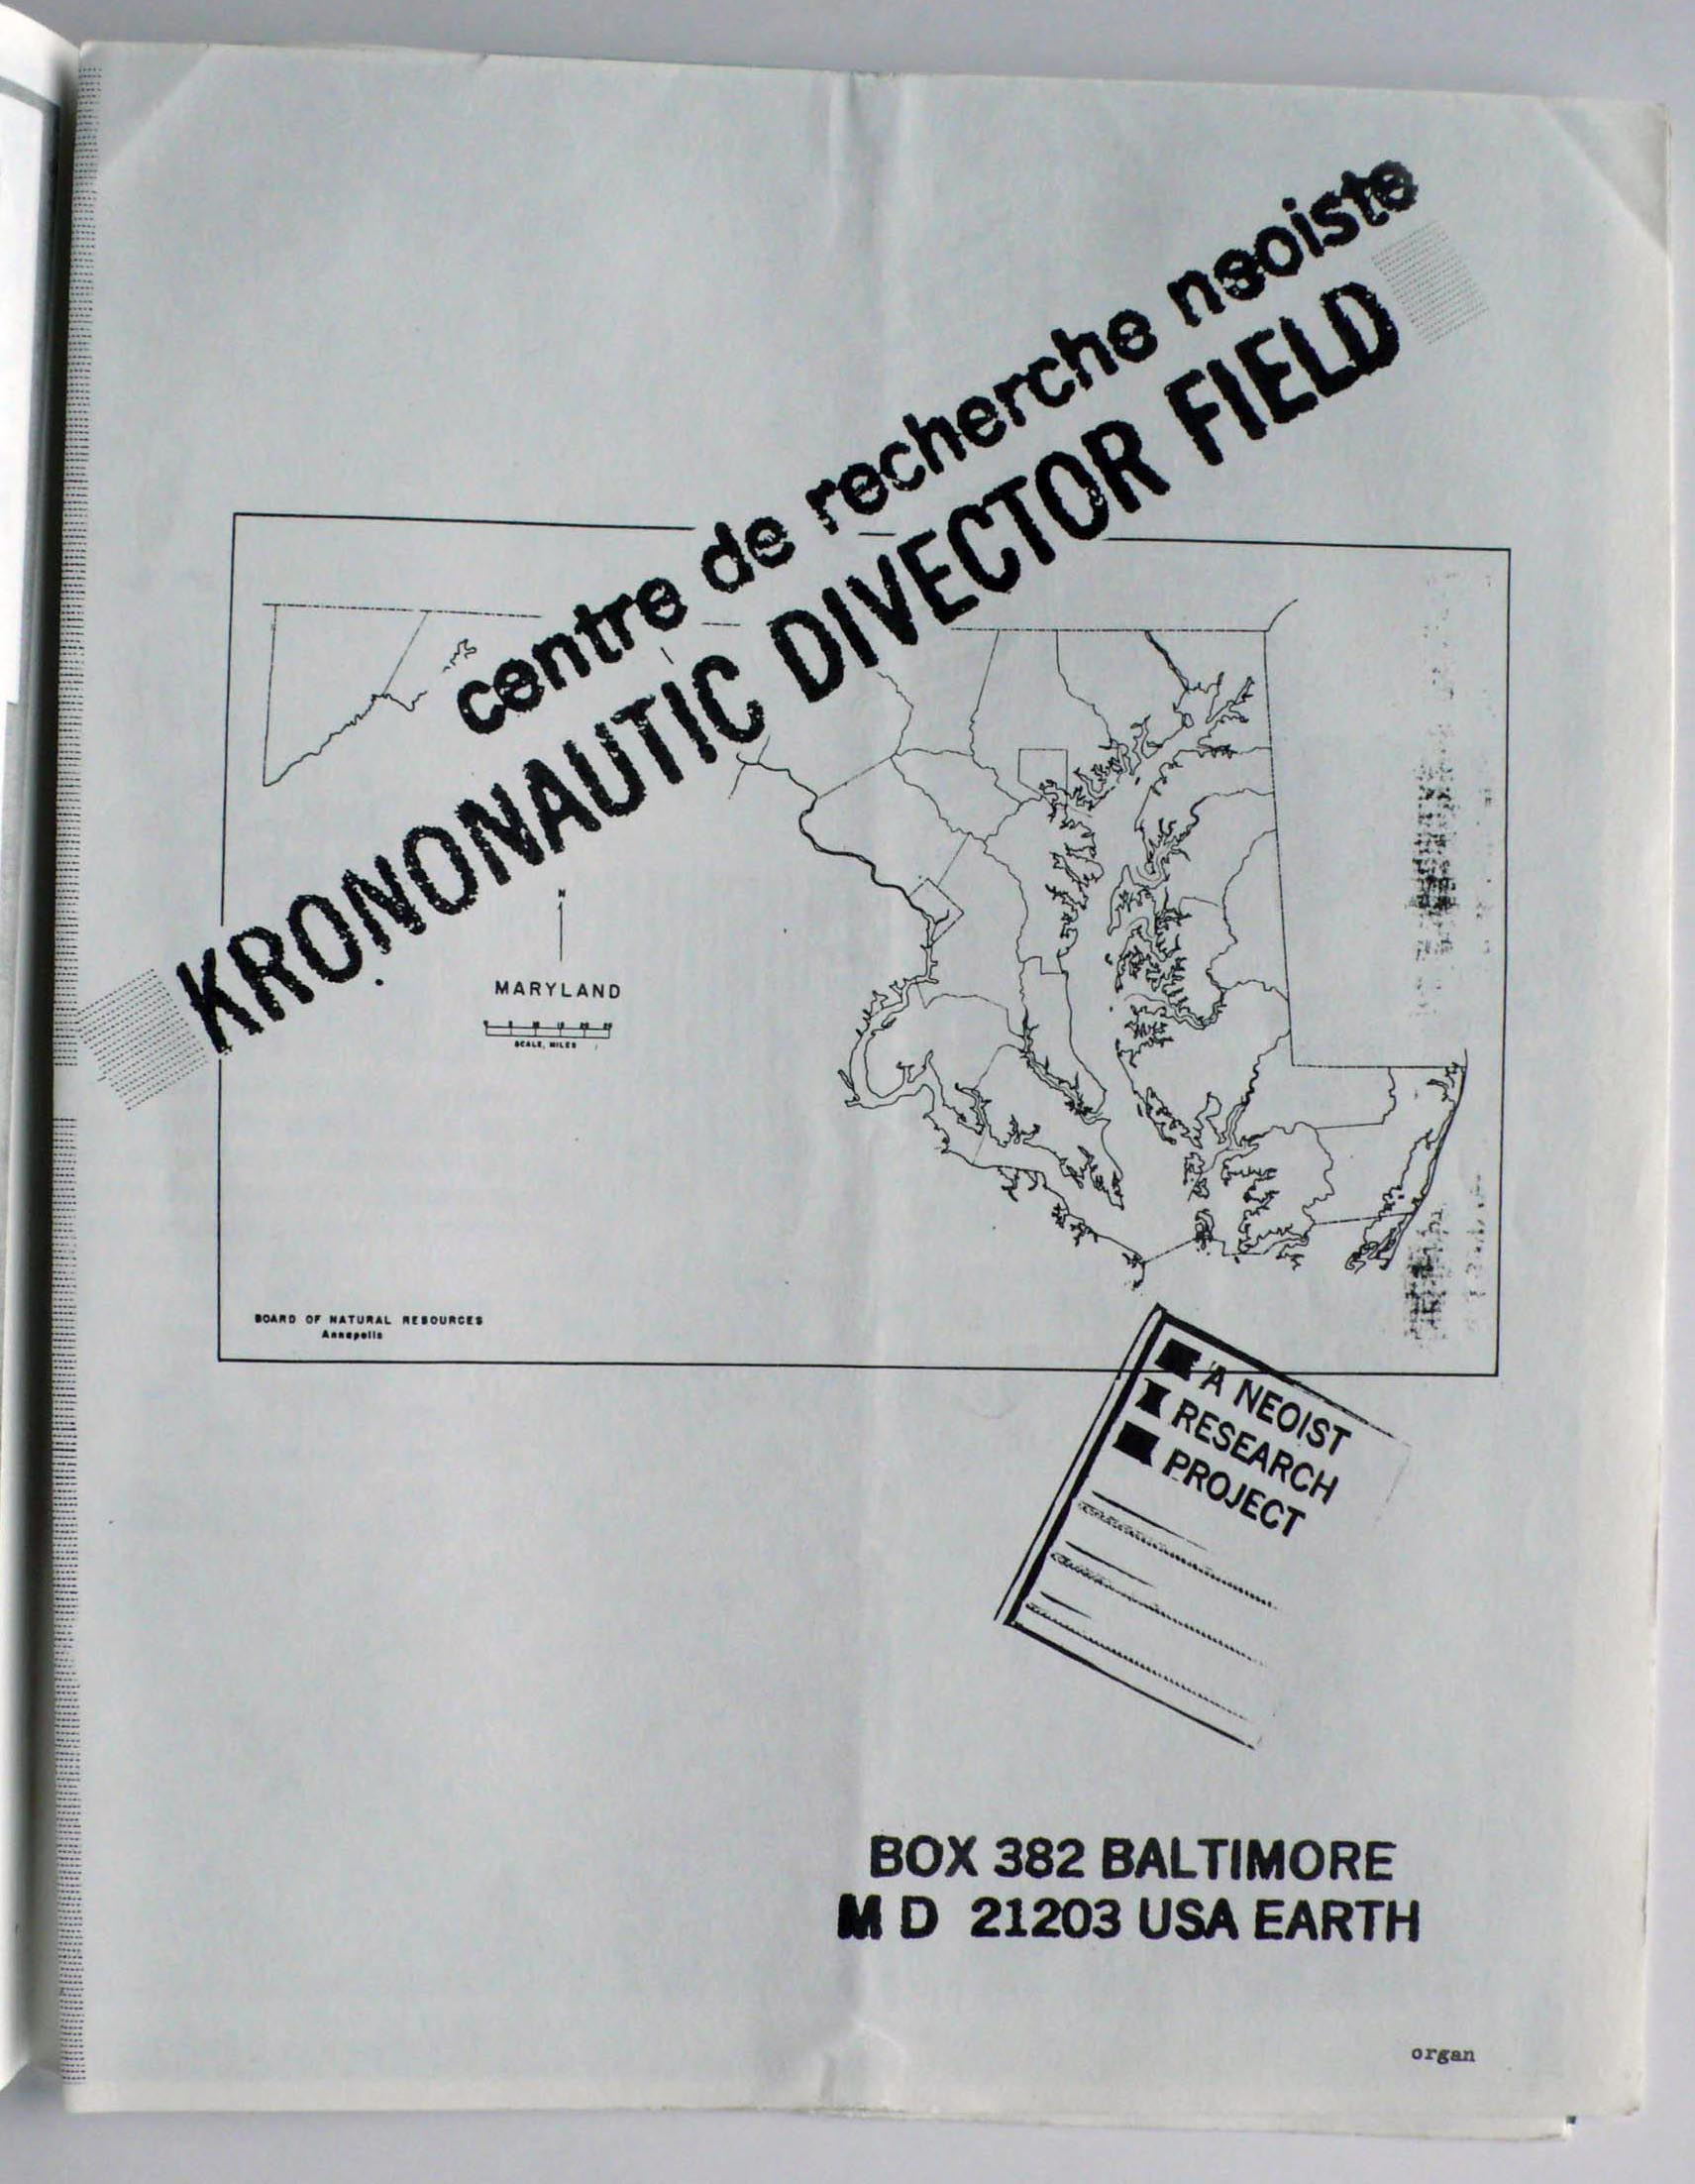 centre de recherche neoiste
KRONONAUTIC DIVECTOR FIELD
N
MARYLAND
SCALE, MILES
BOARD OF NATURAL RESOURCES
Annapolis
A NEOIST
RESEARCH
PROJECT
BOX 382 BALTIMORE
MD 21203 USA EARTH
organ